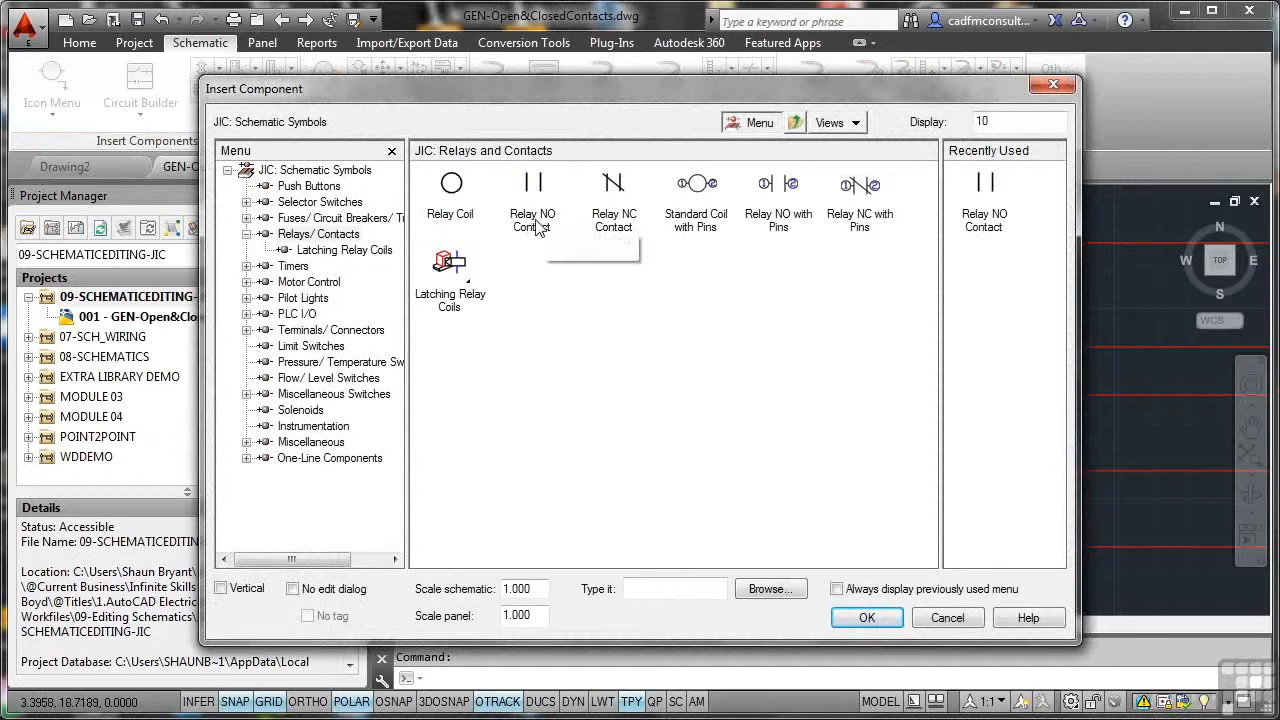 GEN-Open&ClosedContacts.dwg
Type a keyword or phrase
cadfmconsult...
E
Home Project Schematic Panel Reports Import/Export Data Conversion Tools Plug-Ins Autodesk 360 Featured Apps
Icon Menu
Circuit Builder
Insert Components
Drawing2
GEN-O
Insert Component
JIC: Schematic Symbols
Menu
Views
Display:
10
Menu
JIC: Schematic Symbols
Push Buttons
Selector Switches
Fuses/ Circuit Breakers/ T
Relays/ Contacts
Latching Relay Coils
Timers
Motor Control
Pilot Lights
PLC I/O
Terminals/ Connectors
Limit Switches
Pressure/ Temperature Sw
Flow/ Level Switches
Miscellaneous Switches
Solenoids
Instrumentation
Miscellaneous
One-Line Components
JIC: Relays and Contacts
Relay Coil
Relay NO
Contact
Relay NC
Contact
Standard Coil
with Pins
Relay NO with
Pins
Relay NC with
Pins
Latching Relay
Coils
Recently Used
Relay NO
Contact
Vertical
No edit dialog
No tag
Scale schematic:
1.000
Scale panel:
1.000
Type it:
Browse...
Always display previously used menu
OK
Cancel
Help
Project Manager
09-SCHEMATICEDITING-JIC
Projects
09-SCHEMATICEDITING-
001 - GEN-Open&Clos
07-SCH_WIRING
08-SCHEMATICS
EXTRA LIBRARY DEMO
MODULE 03
MODULE 04
POINT2POINT
WDDEMO
Details
Status: Accessible
File Name: 09-SCHEMATICEDITING-J
Location: C:\Users\Shaun Bryant\
\@Current Business\Infinite Skills
Boyd\@Titles\1.AutoCAD Electric
Workfiles\09-Editing Schematics\
SCHEMATICEDITING-JIC
Project Database: C:\Users\SHAUNB~1\AppData\Local
N
W
TOP
E
S
WCS
Command:
3.3958, 18.7189, 0.0000
INFER SNAP GRID ORTHO POLAR OSNAP 3DOSNAP OTRACK DUCS DYN LWT TPY QP SC AM
MODEL
1:1